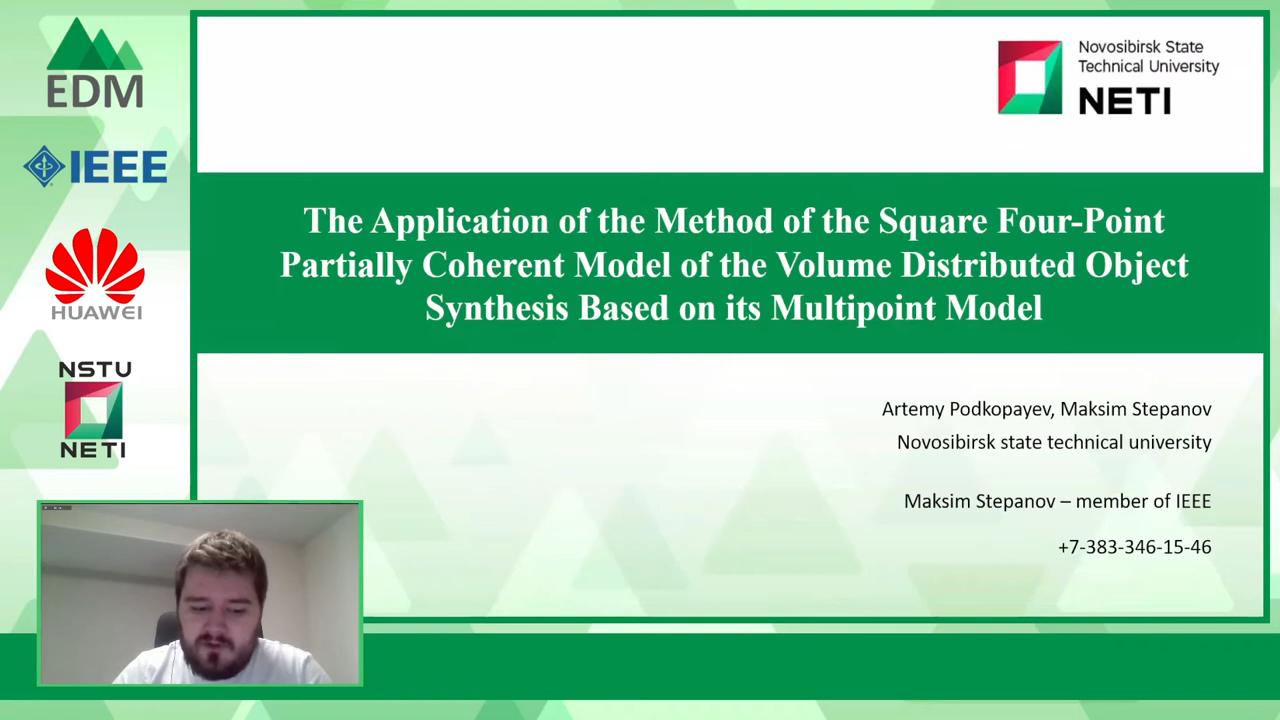 EDM
IEEE
HUAWEI
NSTU
NETI
Novosibirsk State
Technical University
NETI
The Application of the Method of the Square Four-Point
Partially Coherent Model of the Volume Distributed Object
Synthesis Based on its Multipoint Model
Artemy Podkopayev, Maksim Stepanov
Novosibirsk state technical university
Maksim Stepanov – member of IEEE
+7-383-346-15-46